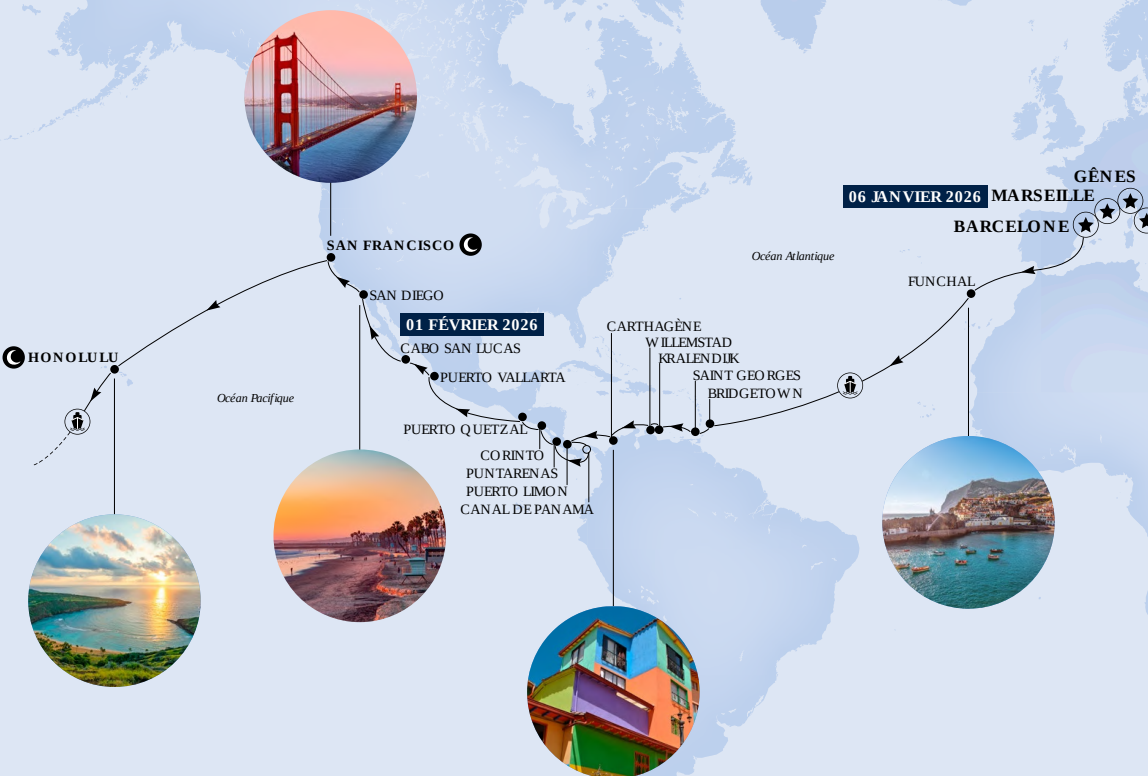 GÊNES
06 JANVIER 2026
MARSEILLE
BARCELONE
SAN FRANCISCO
Océan Atlantique
FUNCHAL
SAN DIEGO
01 FÉVRIER 2026
CARTHAGÈNE
WILLEMSTAD
CABO SAN LUCAS
HONOLULU
KRALENDIJK
PUERTO VALLARTA
SAINT GEORGES
BRIDGETOWN
Océan Pacifique
PUERTO QUETZAL
CORINTO
PUNTARENAS
PUERTO LIMON
CANAL DE PANAMA